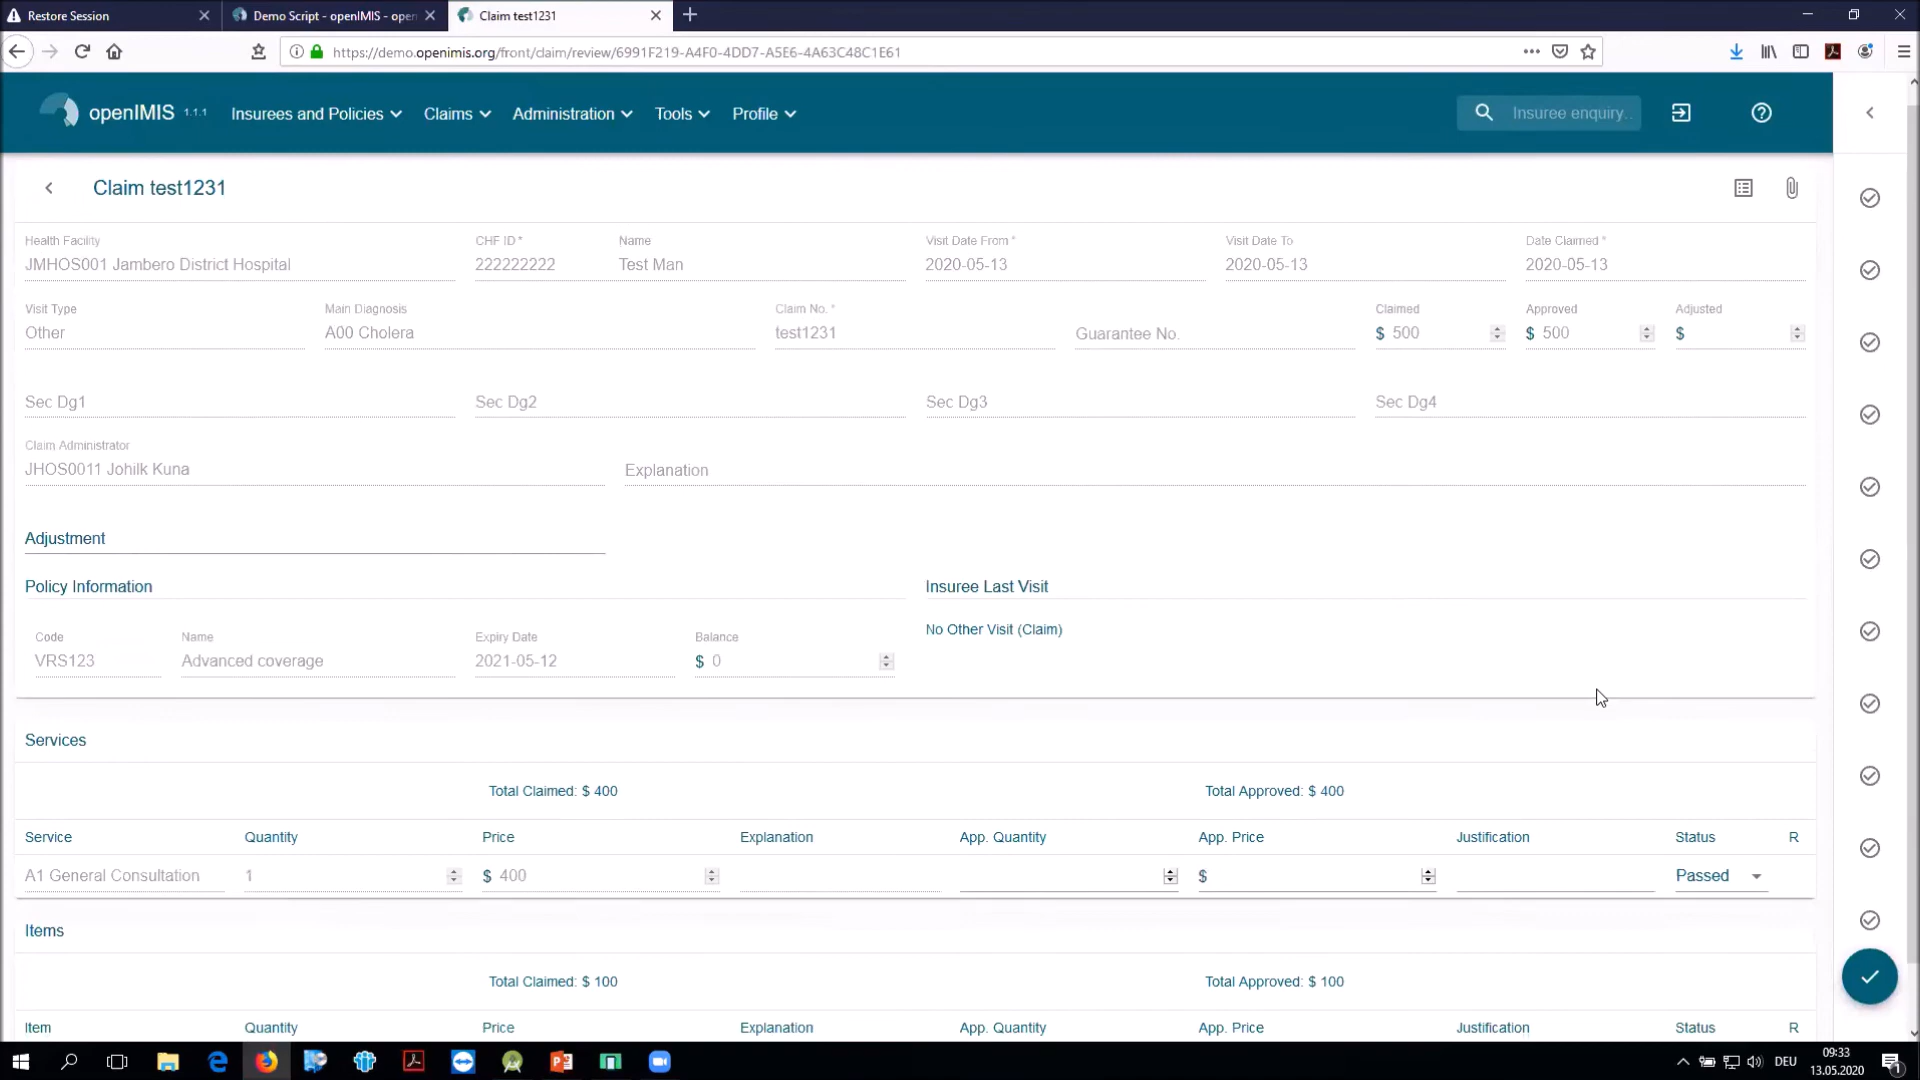 Restore Session
Demo Script - openIMIS - oper
Claim test1231
https://demo.openimis.org/front/claim/review/6991F219-A4F0-4DD7-A5E6-4A63C48C1E61
openIMIS 1.1.1 Insurees and Policies Claims Administration Tools Profile Insuree enquiry..
Claim test1231
Health Facility CHF ID * Name Visit Date From * Visit Date To Date Claimed *
JMHOS001 Jambero District Hospital 222222222 Test Man 2020-05-13 2020-05-13 2020-05-13
Visit Type Main Diagnosis Claim No. * Claimed Approved Adjusted
Other A00 Cholera test1231 Guarantee No. $ 500 $ 500 $
Sec Dg1 Sec Dg2 Sec Dg3 Sec Dg4
Claim Administrator
JHOS0011 Johilk Kuna Explanation
Adjustment
Policy Information Insuree Last Visit
No Other Visit (Claim)
Code Name Expiry Date Balance
VRS123 Advanced coverage 2021-05-12 $ 0
Services
Total Claimed: $ 400 Total Approved: $ 400
Service Quantity Price Explanation App. Quantity App. Price Justification Status R
A1 General Consultation 1 $ 400 $ Passed
Items
Total Claimed: $ 100 Total Approved: $ 100
Item Quantity Price Explanation App. Quantity App. Price Justification Status R
DEU 09:33
13.05.2020
1